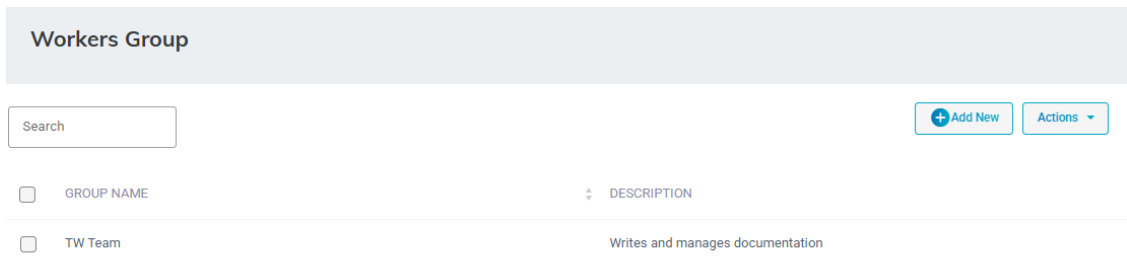 Workers Group
Search
Add New Actions
GROUP NAME DESCRIPTION
TW Team Writes and manages documentation